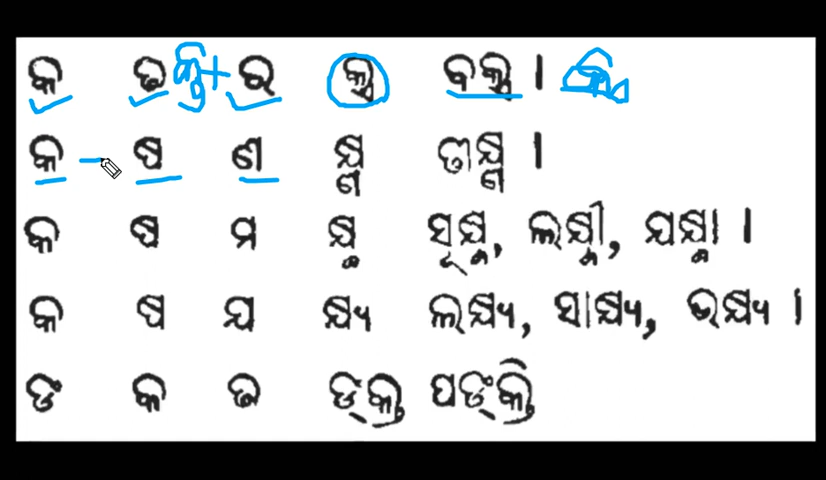 କ ତ କ୍ତ + ର କ୍ତ୍ର ବକ୍ତ୍ର ।
କ ଷ ଣ କ୍ଷ୍ଣ ତୀକ୍ଷ୍ଣ ।
କ ଷ ମ କ୍ଷ୍ମ ସୂକ୍ଷ୍ମ, ଲକ୍ଷ୍ମୀ, ଯକ୍ଷ୍ମା ।
କ ଷ ଯ କ୍ଷ୍ୟ ଲକ୍ଷ୍ୟ, ସାକ୍ଷ୍ୟ, ଭକ୍ଷ୍ୟ ।
ଙ କ ତ ଙ୍‌କ୍ତ ପଙ୍‌କ୍ତି